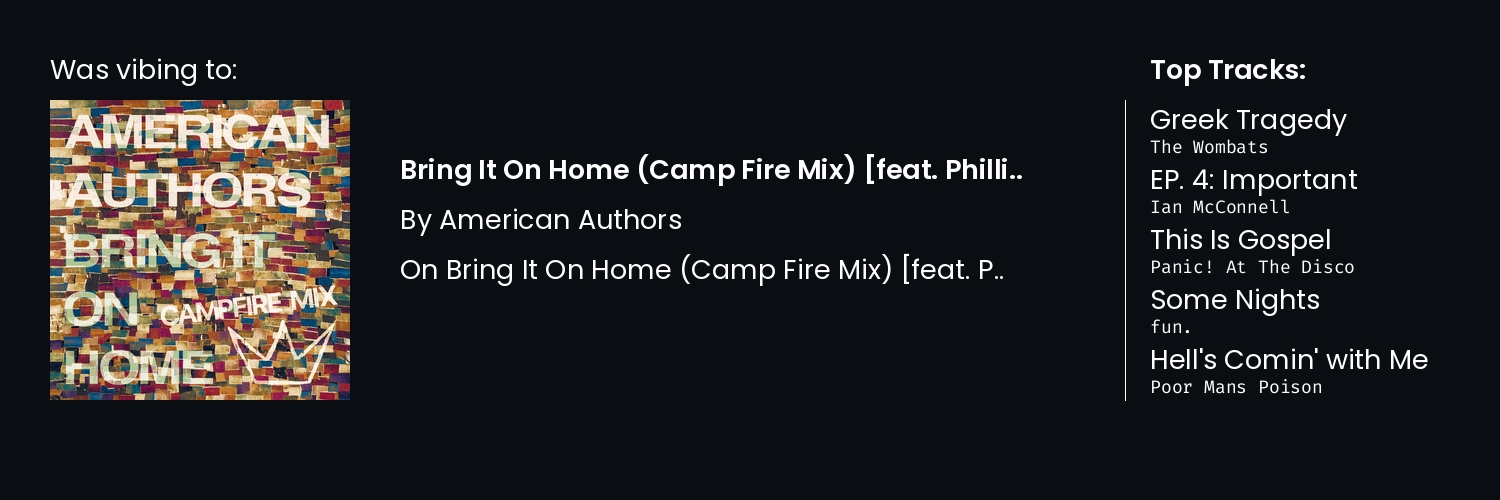 Was vibing to:
AMERICAN
AUTHORS
BRING IT
ON CAMPFIRE MIX
HOME
Bring It On Home (Camp Fire Mix) [feat. Philli..
By American Authors
On Bring It On Home (Camp Fire Mix) [feat. P..
Top Tracks:
Greek Tragedy
The Wombats
EP. 4: Important
Ian McConnell
This Is Gospel
Panic! At The Disco
Some Nights
fun.
Hell's Comin' with Me
Poor Mans Poison